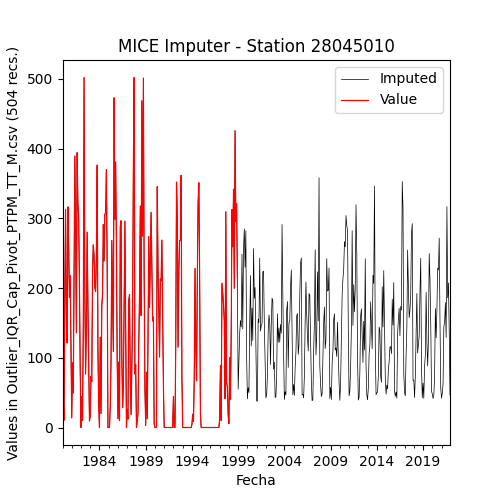 MICE Imputer - Station 28045010
Values in Outlier_IQR_Cap_Pivot_PTPM_TT_M.csv (504 recs.)
500
400
300
200
100
0
Imputed
Value
1984
1989
1994
1999
2004
2009
2014
2019
Fecha